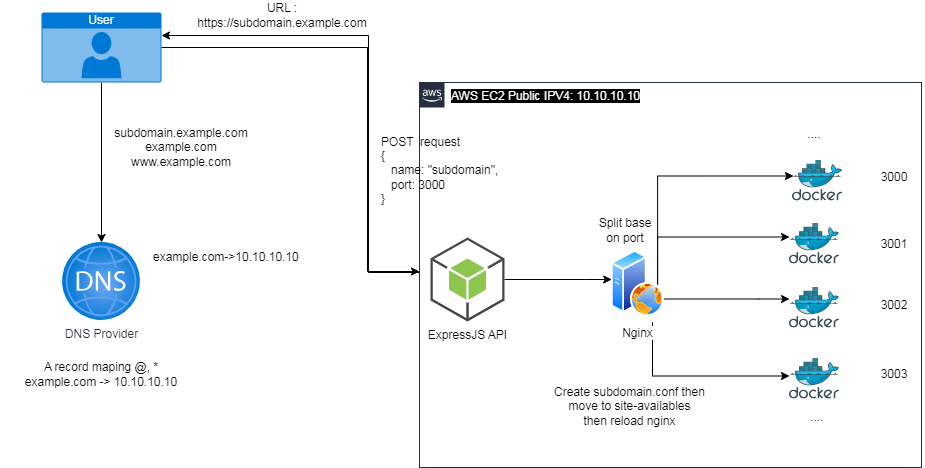 User
URL :
https://subdomain.example.com
aws
AWS EC2 Public IPV4: 10.10.10.10
subdomain.example.com
example.com
www.example.com
POST request
{
name: "subdomain",
port: 3000
}
....
docker
3000
Split base
on port
docker
3001
DNS
example.com->10.10.10.10
docker
3002
DNS Provider
ExpressJS API
Nginx
A record maping @, *
example.com -> 10.10.10.10
docker
3003
Create subdomain.conf then
move to site-availables
then reload nginx
....